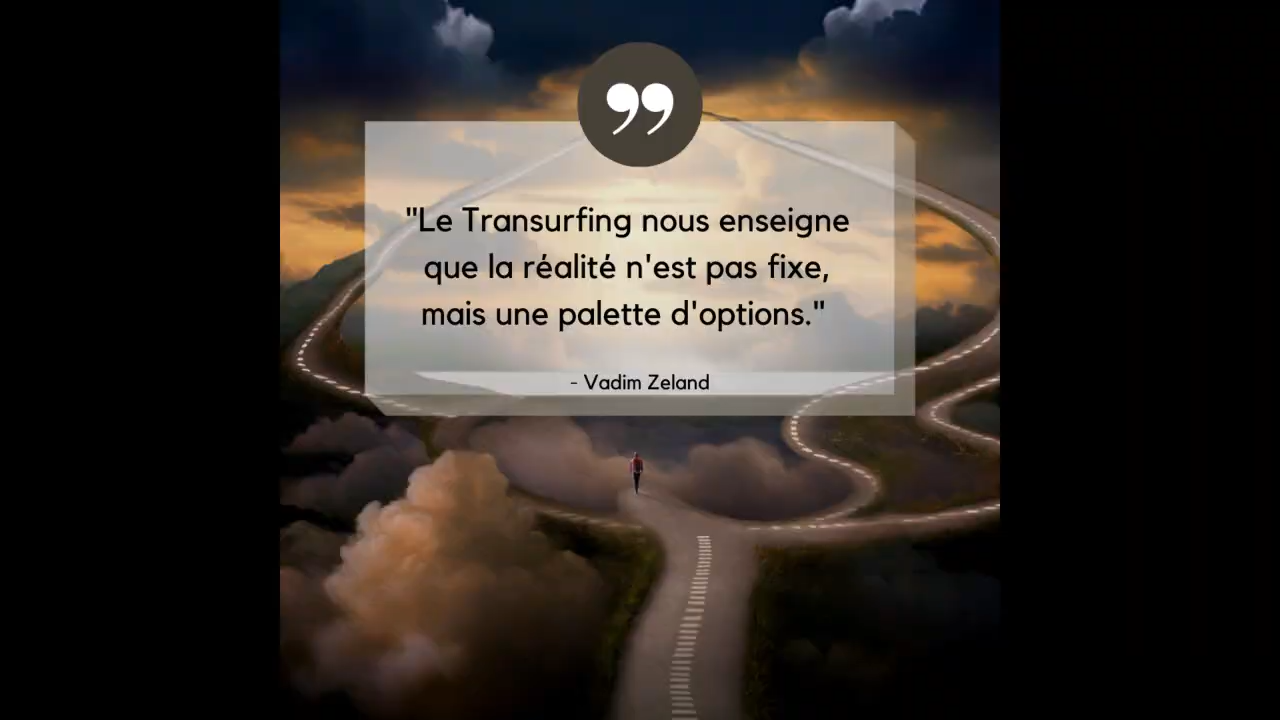 "Le Transurfing nous enseigne
que la réalité n'est pas fixe,
mais une palette d'options."
- Vadim Zeland